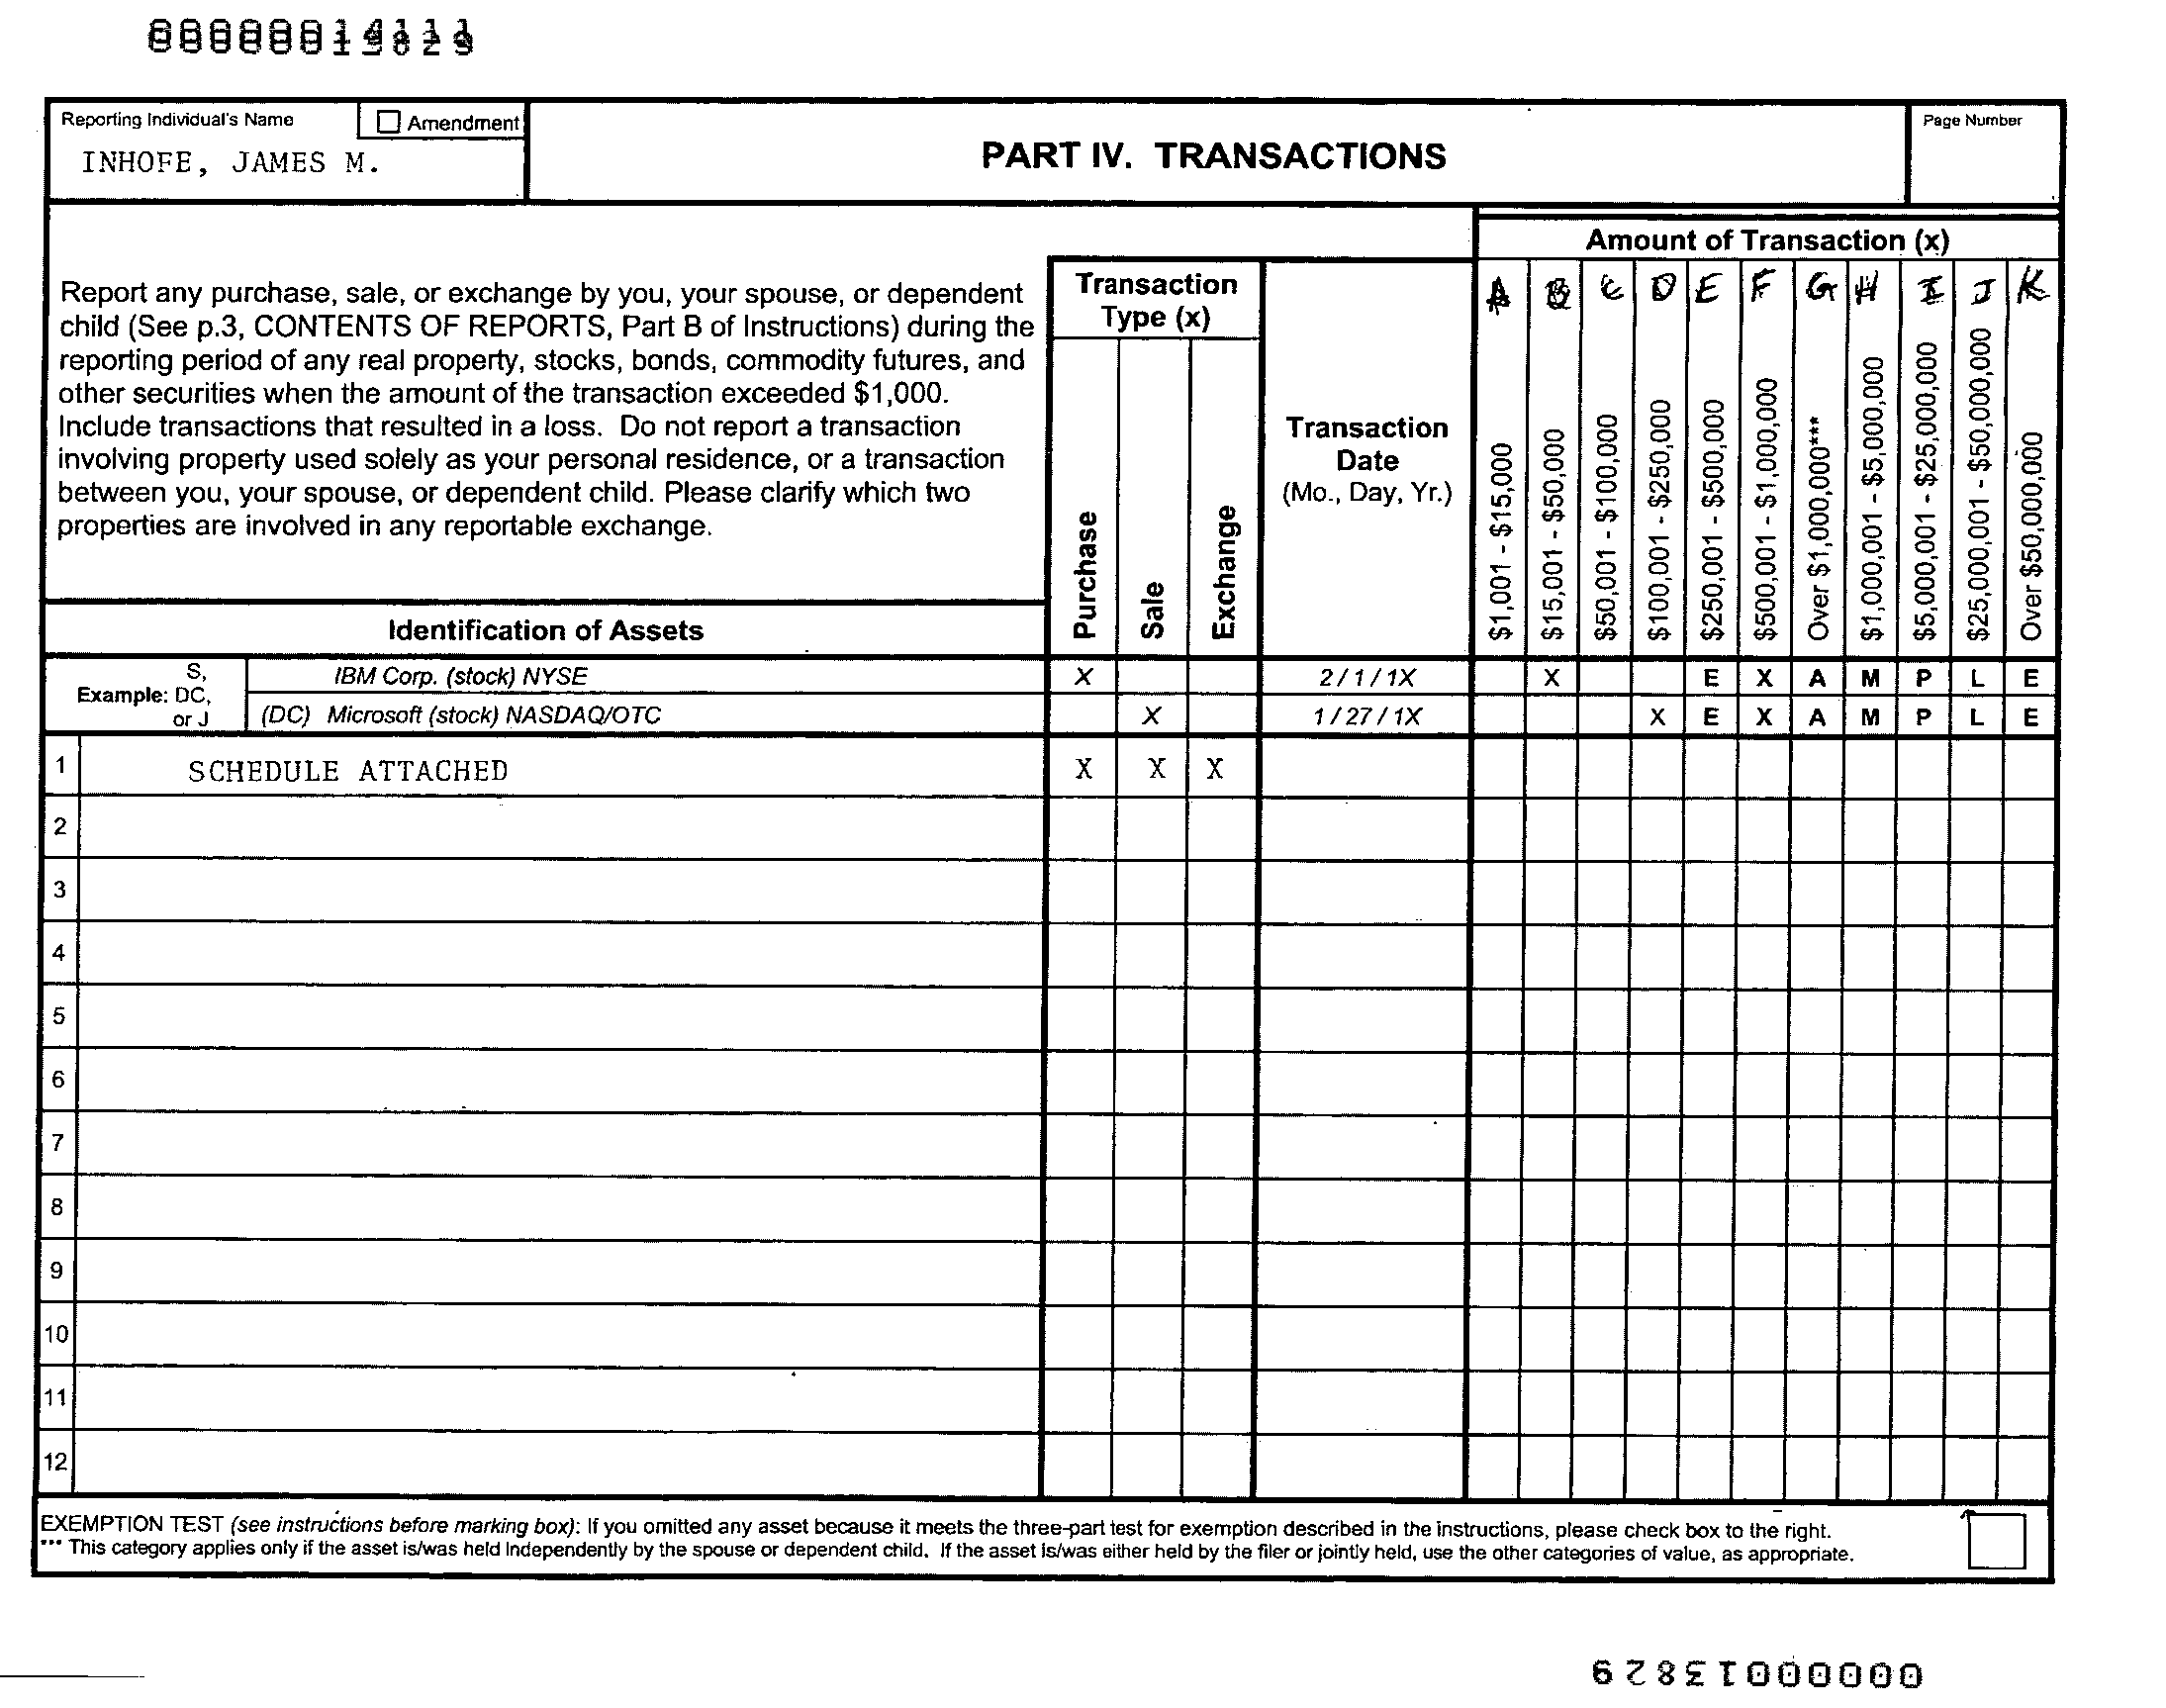 Reporting Individual's Name
Amendment
INHOFE, JAMES M.
PART IV. TRANSACTIONS
Page Number
Report any purchase, sale, or exchange by you, your spouse, or dependent
child (See p.3, CONTENTS OF REPORTS, Part B of Instructions) during the
reporting period of any real property, stocks, bonds, commodity futures, and
other securities when the amount of the transaction exceeded $1,000.
Include transactions that resulted in a loss. Do not report a transaction
involving property used solely as your personal residence, or a transaction
between you, your spouse, or dependent child. Please clarify which two
properties are involved in any reportable exchange.
Identification of Assets
Transaction
Type (x)
Purchase
Sale
Exchange
Transaction
Date
(Mo., Day, Yr.)
Amount of Transaction (x)
A B C D E F G H I J K
$1,001 - $15,000
$15,001 - $50,000
$50,001 - $100,000
$100,001 - $250,000
$250,001 - $500,000
$500,001 - $1,000,000
Over $1,000,000***
$1,000,001 - $5,000,000
$5,000,001 - $25,000,000
$25,000,001 - $50,000,000
Over $50,000,000
Example: S, DC, or J
IBM Corp. (stock) NYSE X 2 / 1 / 1X X E X A M P L E
(DC) Microsoft (stock) NASDAQ/OTC X 1 / 27 / 1X X E X A M P L E
1 SCHEDULE ATTACHED X X X
2
3
4
5
6
7
8
9
10
11
12
EXEMPTION TEST (see instructions before marking box): If you omitted any asset because it meets the three-part test for exemption described in the instructions, please check box to the right.
*** This category applies only if the asset is/was held Independently by the spouse or dependent child. If the asset is/was either held by the filer or jointly held, use the other categories of value, as appropriate.
000000013829